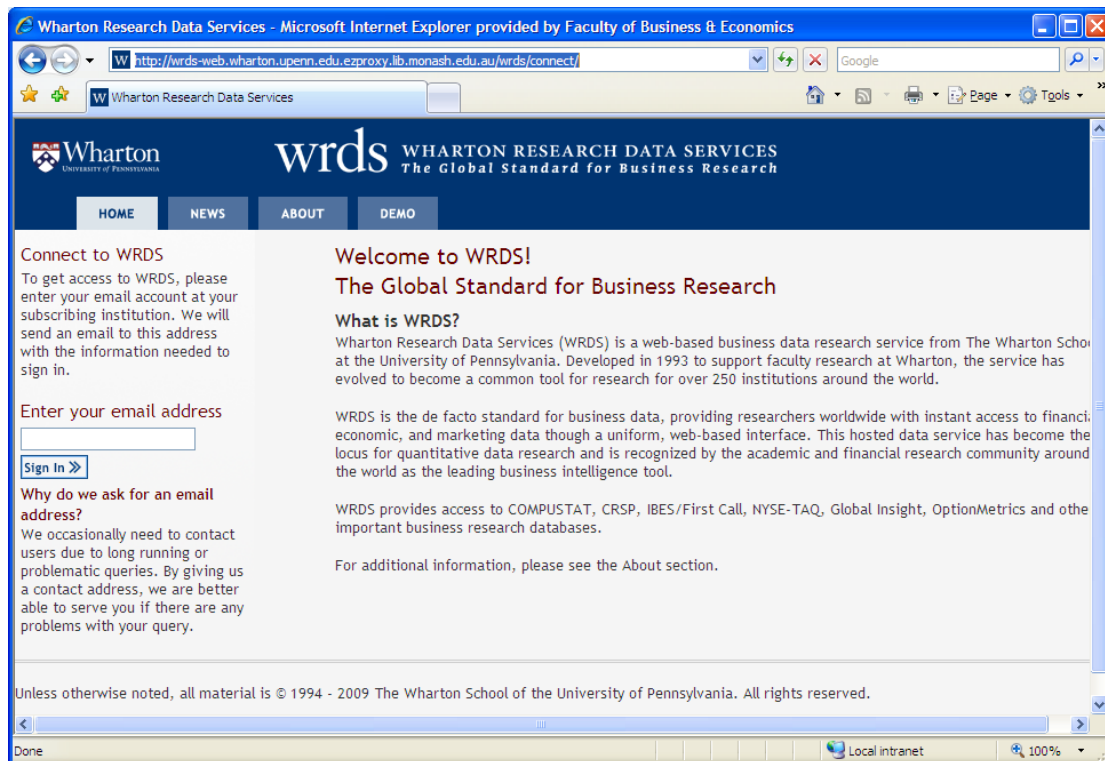 Wharton Research Data Services - Microsoft Internet Explorer provided by Faculty of Business & Economics
http://wrds-web.wharton.upenn.edu.ezproxy.lib.monash.edu.au/wrds/connect/
Google
Wharton Research Data Services
Page
Tools
Wharton
UNIVERSITY of PENNSYLVANIA
wrds WHARTON RESEARCH DATA SERVICES
The Global Standard for Business Research
HOME NEWS ABOUT DEMO
Connect to WRDS
To get access to WRDS, please
enter your email account at your
subscribing institution. We will
send an email to this address
with the information needed to
sign in.
Enter your email address
Sign In
Why do we ask for an email
address?
We occasionally need to contact
users due to long running or
problematic queries. By giving us
a contact address, we are better
able to serve you if there are any
problems with your query.
Welcome to WRDS!
The Global Standard for Business Research
What is WRDS?
Wharton Research Data Services (WRDS) is a web-based business data research service from The Wharton Schoo
at the University of Pennsylvania. Developed in 1993 to support faculty research at Wharton, the service has
evolved to become a common tool for research for over 250 institutions around the world.
WRDS is the de facto standard for business data, providing researchers worldwide with instant access to financi
economic, and marketing data though a uniform, web-based interface. This hosted data service has become the
locus for quantitative data research and is recognized by the academic and financial research community around
the world as the leading business intelligence tool.
WRDS provides access to COMPUSTAT, CRSP, IBES/First Call, NYSE-TAQ, Global Insight, OptionMetrics and othe
important business research databases.
For additional information, please see the About section.
Unless otherwise noted, all material is © 1994 - 2009 The Wharton School of the University of Pennsylvania. All rights reserved.
Done
Local intranet
100%